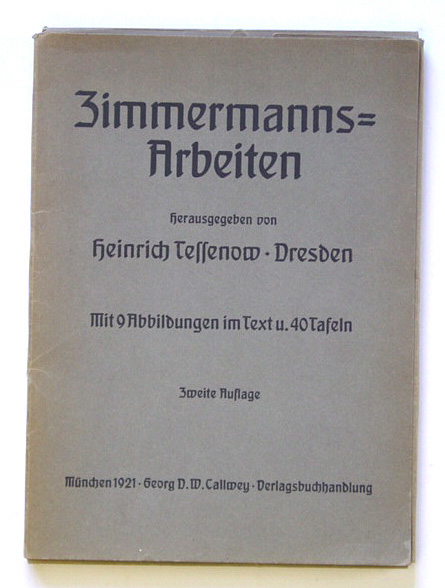 Zimmermanns=
Arbeiten
Herausgegeben von
Heinrich Tessenow · Dresden
Mit 9 Abbildungen im Text u. 40 Tafeln
Zweite Auflage
München 1921 · Georg D. W. Callwey · Verlagsbuchhandlung